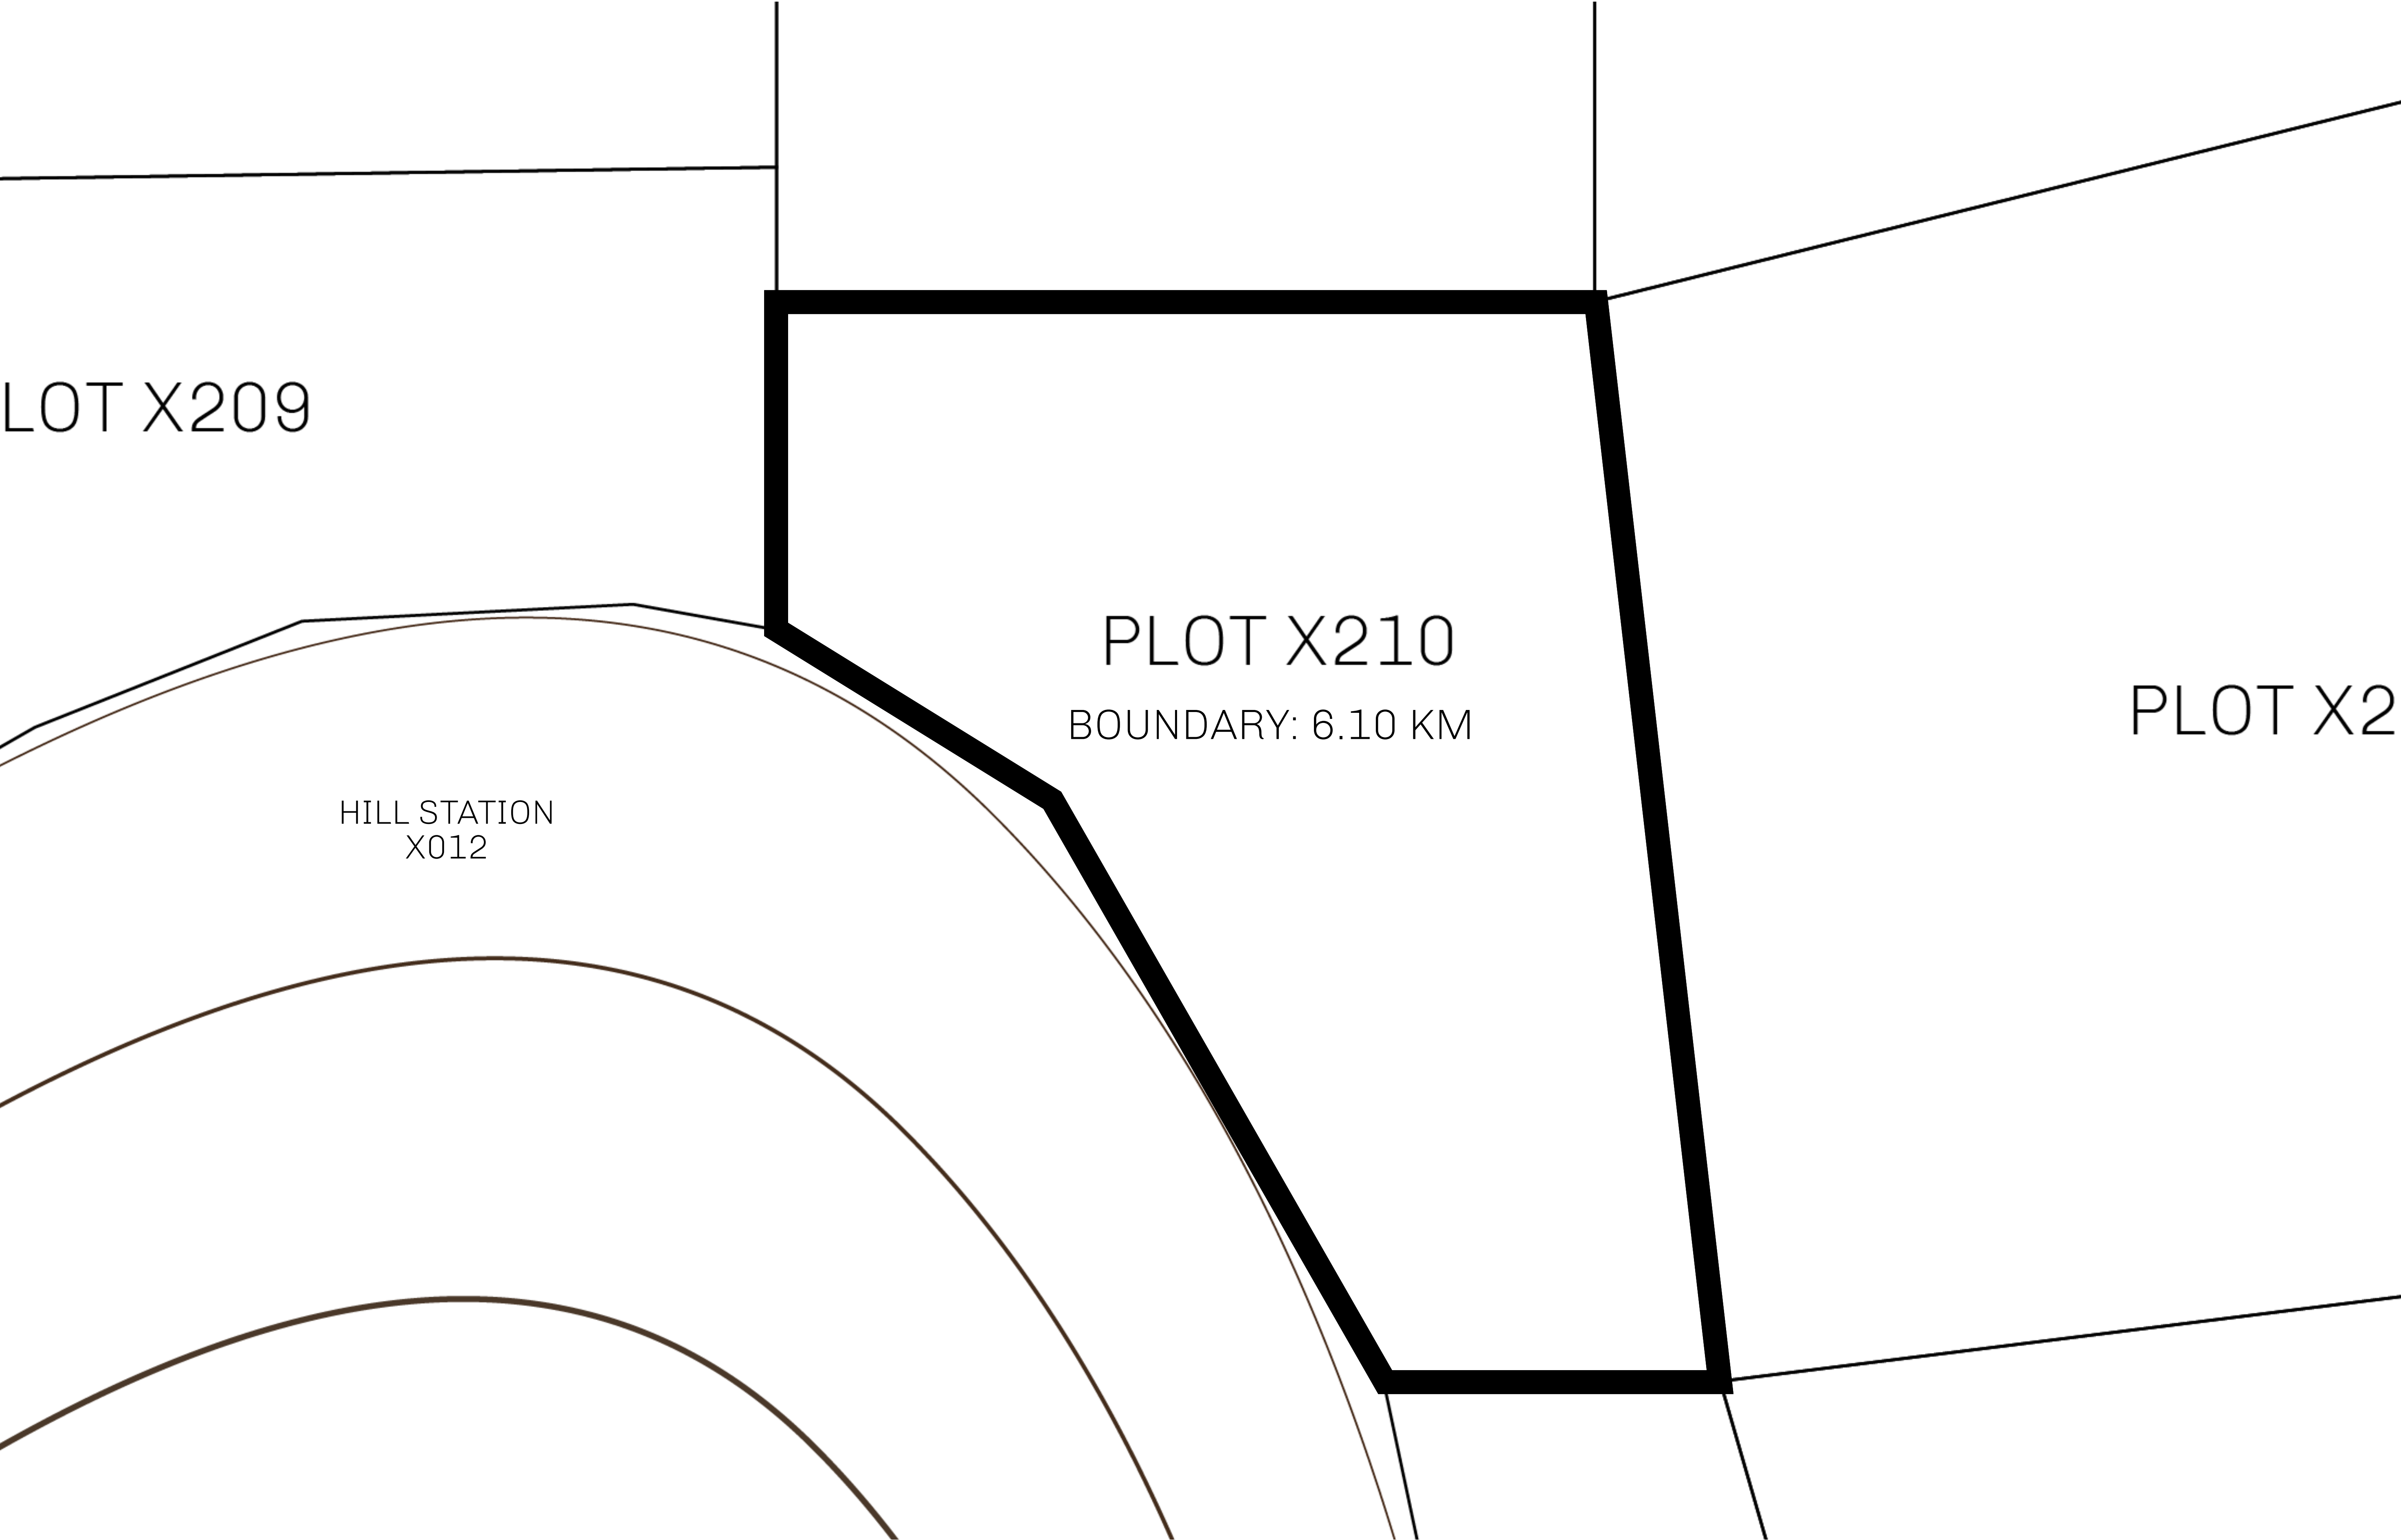 LOT X209
PLOT X210
BOUNDARY: 6.10 KM
PLOT X2
HILL STATION
X012